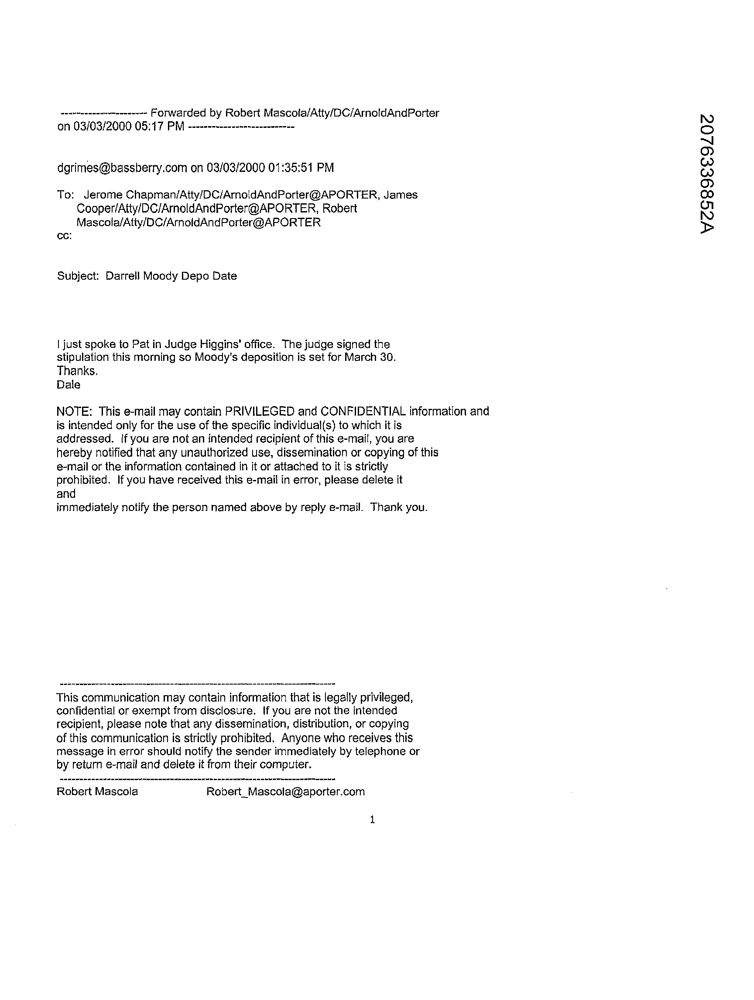 ---------------------- Forwarded by Robert Mascola/Atty/DC/ArnoldAndPorter
on 03/03/2000 05:17 PM ---------------------------
dgrimes@bassberry.com on 03/03/2000 01:35:51 PM
To: Jerome Chapman/Atty/DC/ArnoldAndPorter@APORTER, James
Cooper/Atty/DC/ArnoldAndPorter@APORTER, Robert
Mascola/Atty/DC/ArnoldAndPorter@APORTER
cc:
Subject: Darrell Moody Depo Date
I just spoke to Pat in Judge Higgins' office. The judge signed the
stipulation this morning so Moody's deposition is set for March 30.
Thanks.
Dale
NOTE: This e-mail may contain PRIVILEGED and CONFIDENTIAL information and
is intended only for the use of the specific individual(s) to which it is
addressed. If you are not an intended recipient of this e-mail, you are
hereby notified that any unauthorized use, dissemination or copying of this
e-mail or the information contained in it or attached to it is strictly
prohibited. If you have received this e-mail in error, please delete it
and
immediately notify the person named above by reply e-mail. Thank you.
----------------------------------------------------------------------
This communication may contain information that is legally privileged,
confidential or exempt from disclosure. If you are not the intended
recipient, please note that any dissemination, distribution, or copying
of this communication is strictly prohibited. Anyone who receives this
message in error should notify the sender immediately by telephone or
by return e-mail and delete it from their computer.
----------------------------------------------------------------------
Robert Mascola Robert_Mascola@aporter.com
1
2076336852A